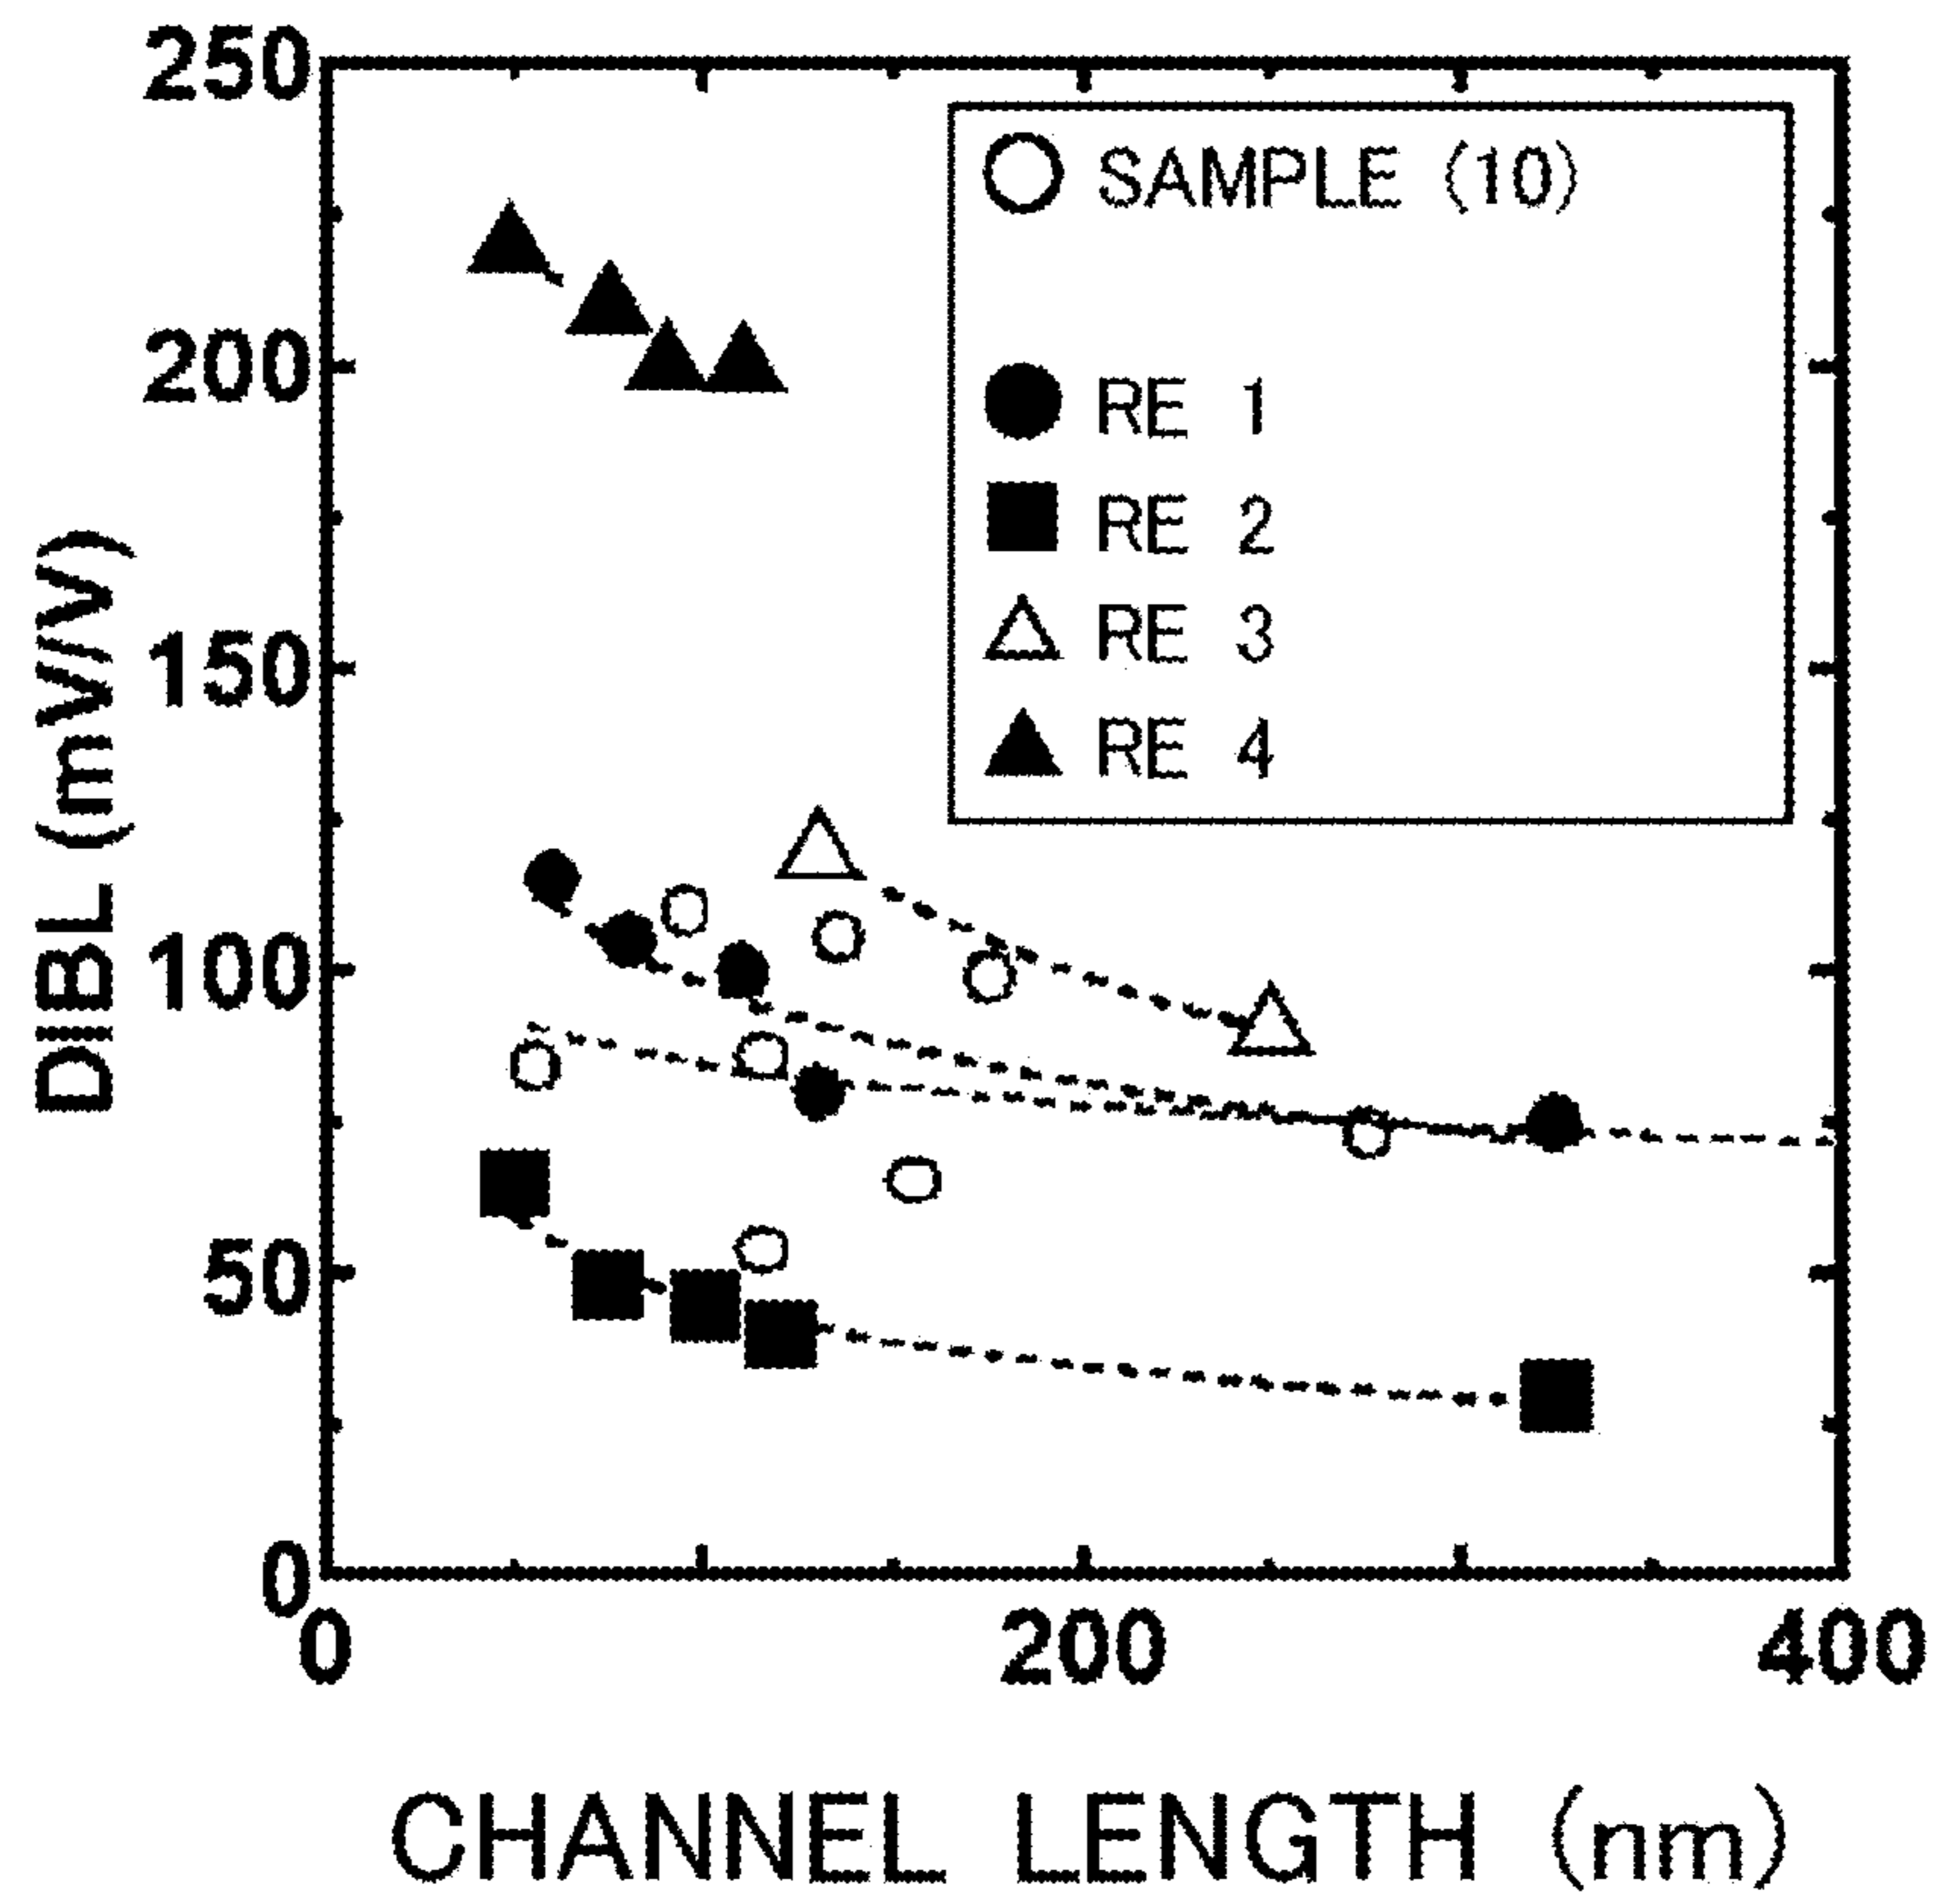 250
200
150
100
50
0
DIBL (mV/V)
SAMPLE (10)
RE 1
RE 2
RE 3
RE 4
0 200 400
CHANNEL LENGTH (nm)